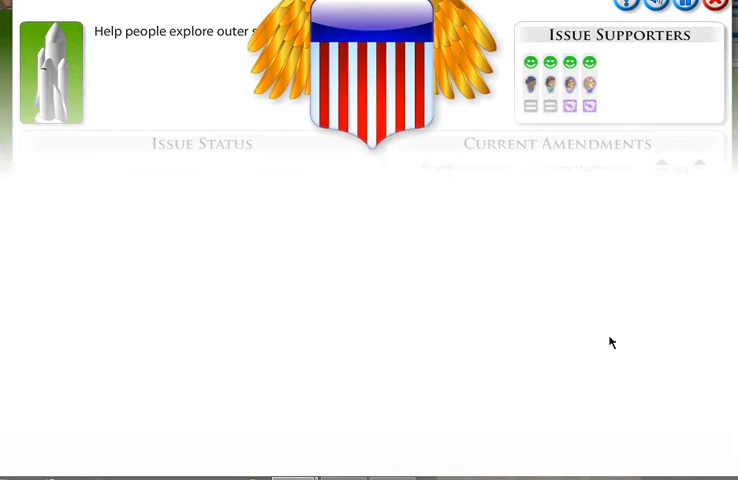 Help people explore outer
ISSUE SUPPORTERS
ISSUE STATUS
CURRENT AMENDMENTS